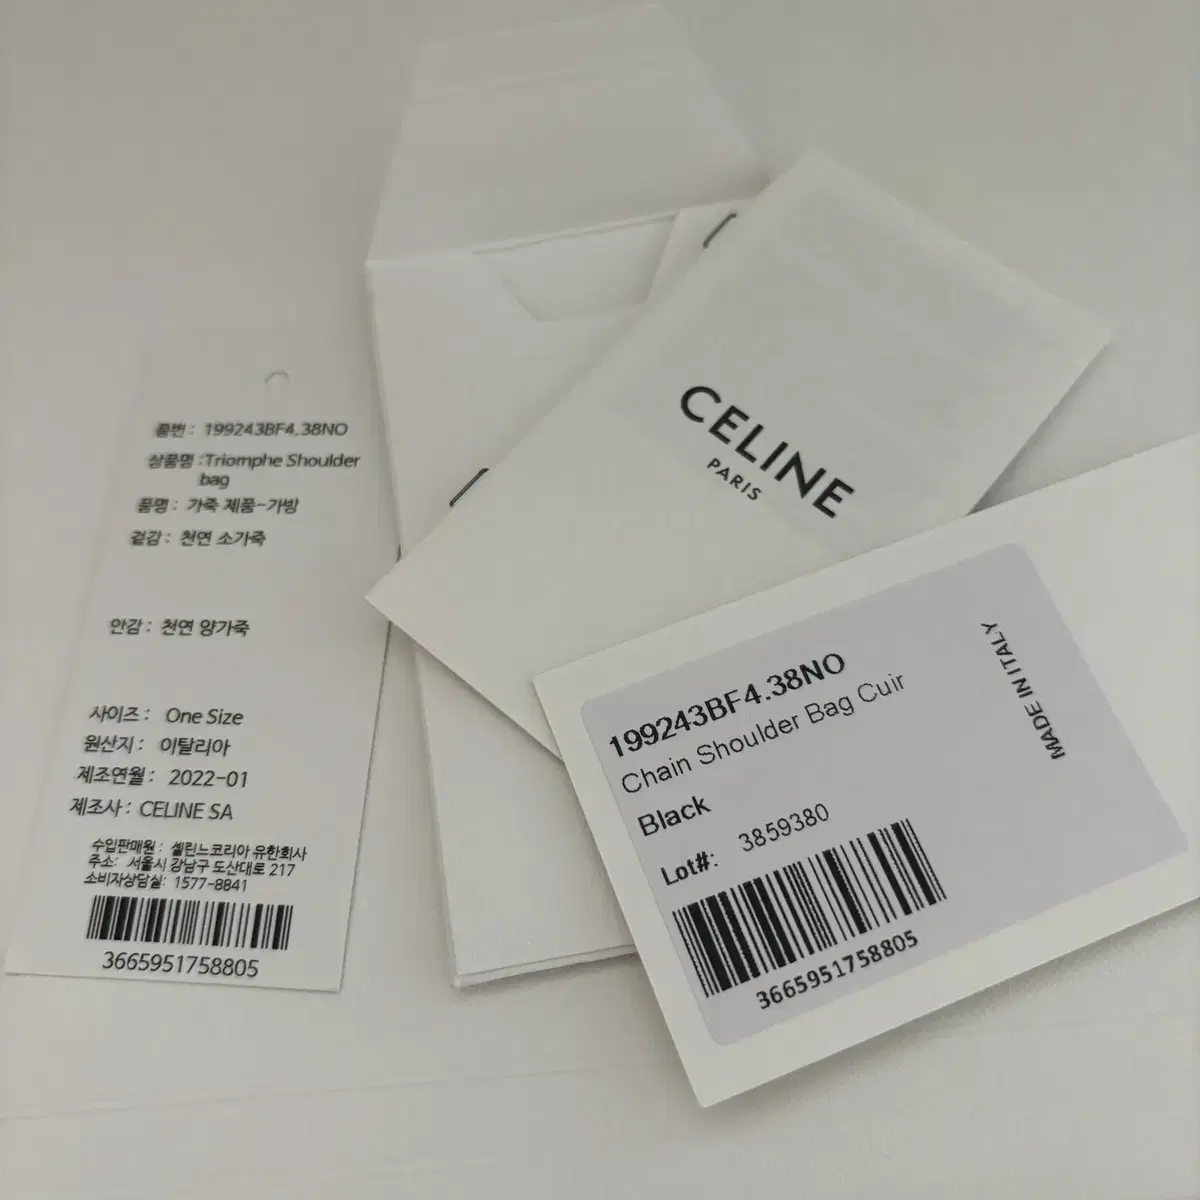 품번 : 199243BF4.38NO
상품명 :Triomphe Shoulder
bag
품명 : 가죽 제품-가방
겉감 : 천연 소가죽
안감 : 천연 양가죽
사이즈 : One Size
원산지 : 이탈리아
제조연월 : 2022-01
제조사 : CELINE SA
수입판매원 : 셀린느코리아 유한회사
주소: 서울시 강남구 도산대로 217
소비자상담실: 1577-8841
3665951758805
CELINE
PARIS
199243BF4.38NO
Chain Shoulder Bag Cuir
Black
Lot#: 3859380
3665951758805
MADE IN ITALY